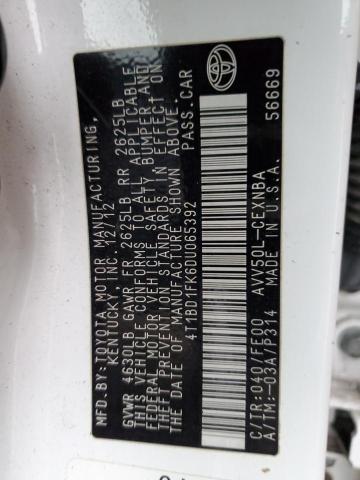 MFD. BY: TOYOTA MOTOR MANUFACTURING,
KENTUCKY, INC. 12/12
GVWR 4630LB GAWR FR 2625LB RR 2625LB
THIS VEHICLE CONFORMS TO ALL APPLICABLE
FEDERAL MOTOR VEHICLE SAFETY, BUMPER AND
THEFT PREVENTION STANDARDS IN EFFECT ON
THE DATE OF MANUFACTURE SHOWN ABOVE.
4T1BD1FK6DU065392 PASS.CAR
C/TR:040/FE00 AVV50L-CEXNBA
A/TM:-03A/P314 MADE IN U.S.A. 56669